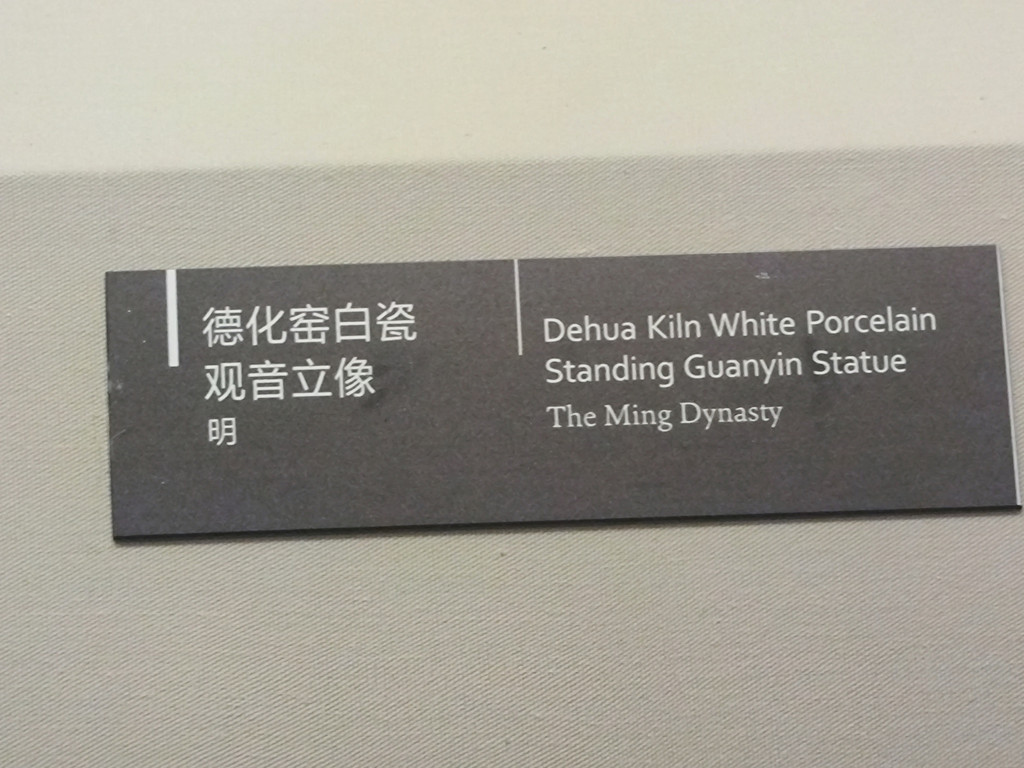 德化窑白瓷
观音立像
明
Dehua Kiln White Porcelain
Standing Guanyin Statue
The Ming Dynasty